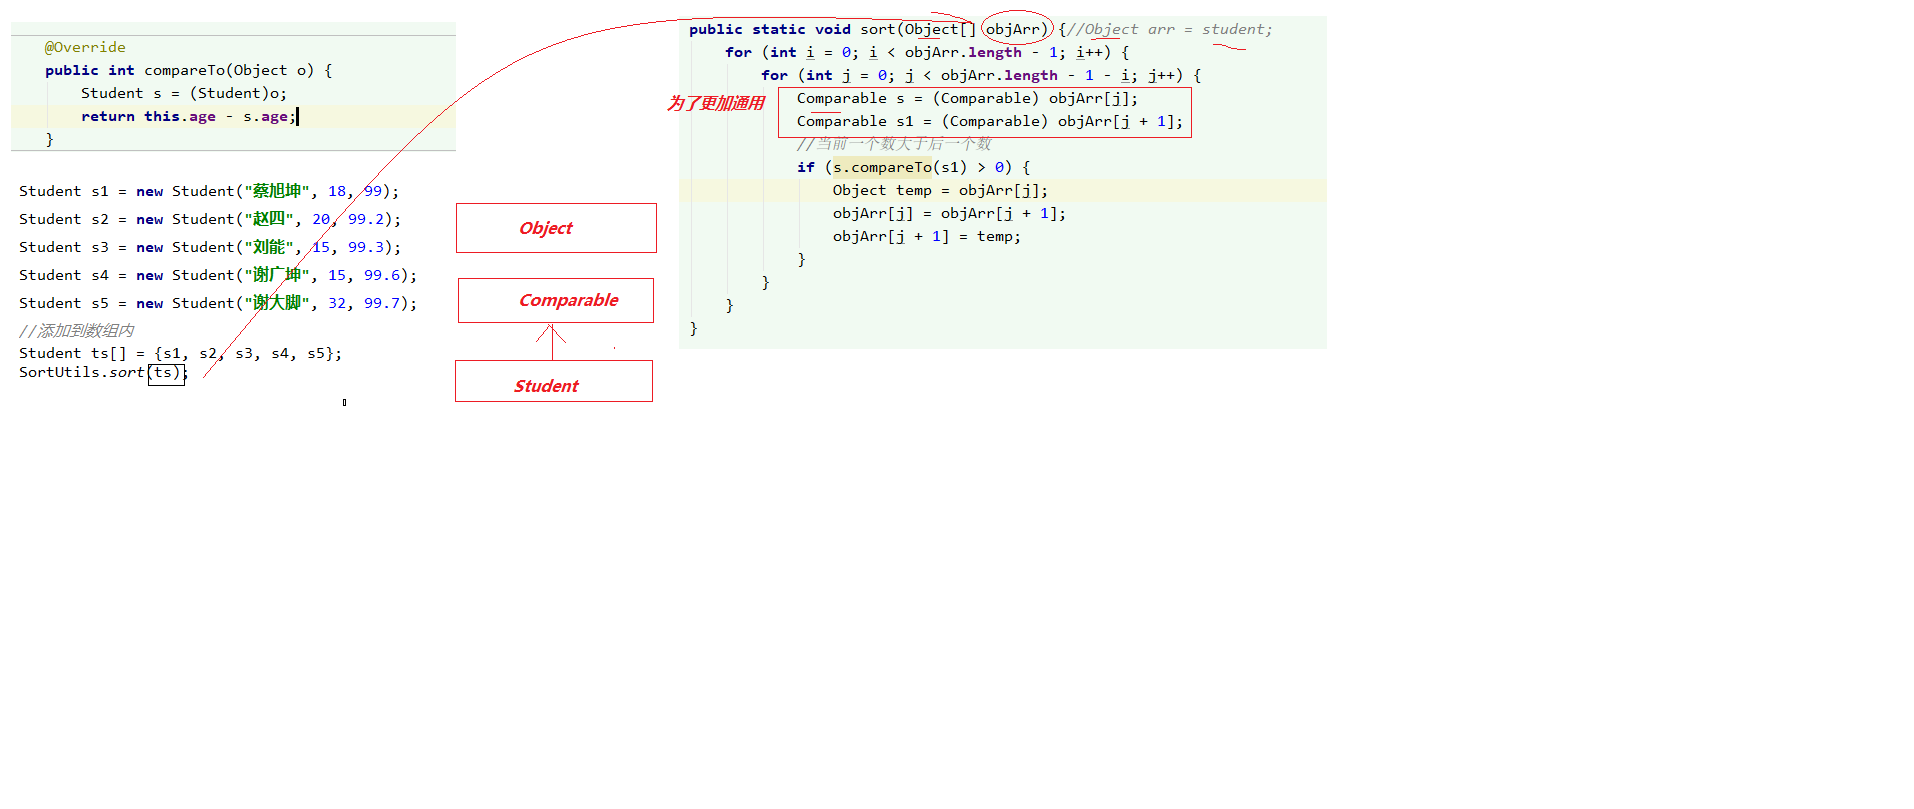 @Override
public int compareTo(Object o) {
Student s = (Student)o;
return this.age - s.age;
}
Student s1 = new Student("蔡旭坤", 18, 99);
Student s2 = new Student("赵四", 20, 99.2);
Student s3 = new Student("刘能", 15, 99.3);
Student s4 = new Student("谢广坤", 15, 99.6);
Student s5 = new Student("谢大脚", 32, 99.7);
//添加到数组内
Student ts[] = {s1, s2, s3, s4, s5};
SortUtils.sort(ts);
Object
Comparable
Student
public static void sort(Object[] objArr) {//Object arr = student;
for (int i = 0; i < objArr.length - 1; i++) {
for (int j = 0; j < objArr.length - 1 - i; j++) {
为了更加通用
Comparable s = (Comparable) objArr[j];
Comparable s1 = (Comparable) objArr[j + 1];
//当前一个数大于后一个数
if (s.compareTo(s1) > 0) {
Object temp = objArr[j];
objArr[j] = objArr[j + 1];
objArr[j + 1] = temp;
}
}
}
}